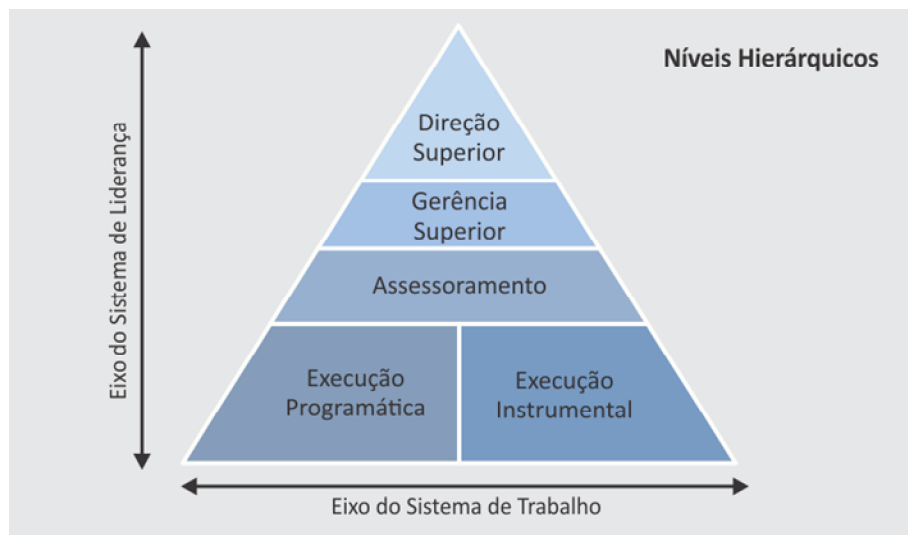 Níveis Hierárquicos
Eixo do Sistema de Liderança
Direção
Superior
Gerência
Superior
Assessoramento
Execução
Programática
Execução
Instrumental
Eixo do Sistema de Trabalho